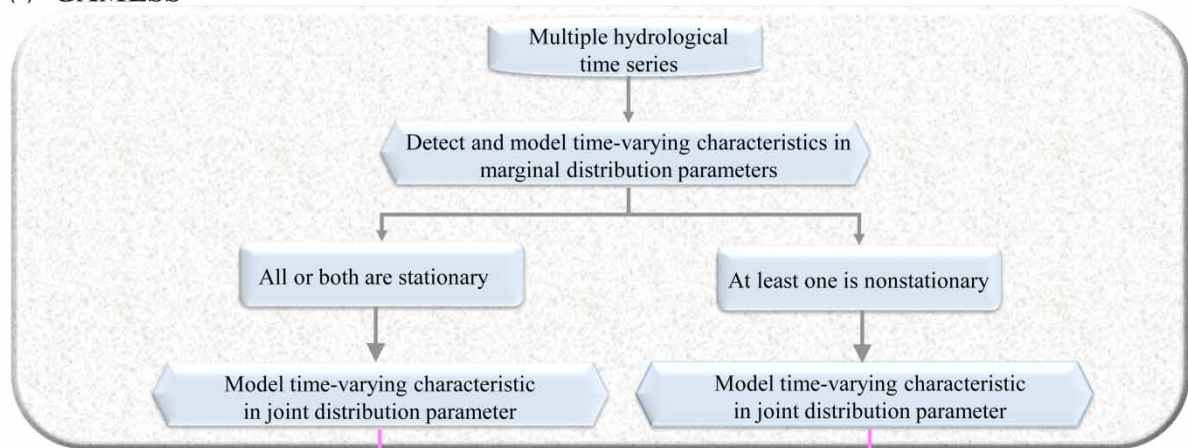 Multiple hydrological
time series
Detect and model time-varying characteristics in
marginal distribution parameters
All or both are stationary
At least one is nonstationary
Model time-varying characteristic
in joint distribution parameter
Model time-varying characteristic
in joint distribution parameter